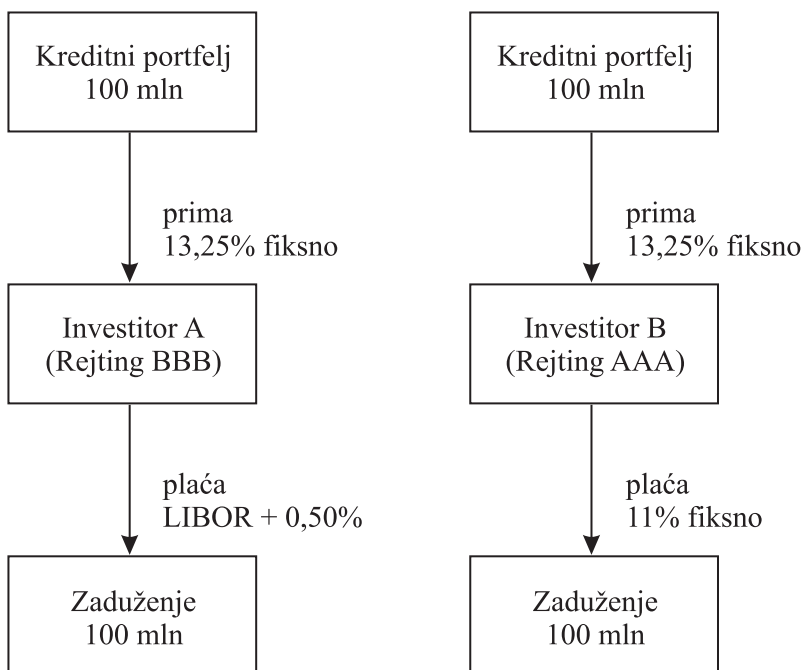 Kreditni portfelj
100 mln
prima
13,25% fiksno
Investitor A
(Rejting BBB)
plaća
LIBOR + 0,50%
Zaduženje
100 mln
Kreditni portfelj
100 mln
prima
13,25% fiksno
Investitor B
(Rejting AAA)
plaća
11% fiksno
Zaduženje
100 mln